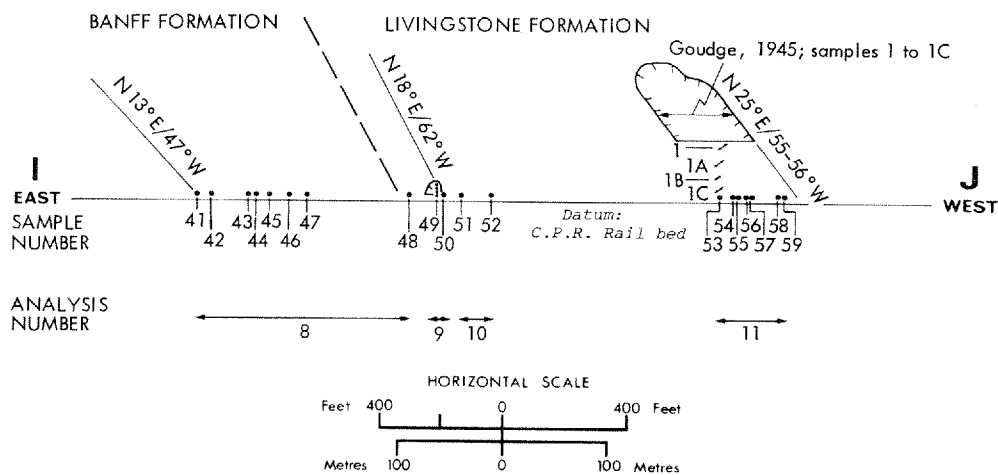 BANFF FORMATION
LIVINGSTONE FORMATION
Goudge, 1945; samples 1 to 1C
N 13° E/47° W
N 18° E/62° W
N 25° E/55-56° W
1
1A
1B
1C
I
EAST
J
WEST
SAMPLE NUMBER
41 42 43 44 45 46 47 48 49 50 51 52 53 54 55 56 57 58 59
Datum:
C.P.R. Rail bed
ANALYSIS NUMBER
8 9 10 11
HORIZONTAL SCALE
Feet 400 0 400 Feet
Metres 100 0 100 Metres